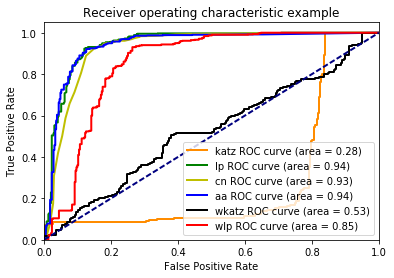 Receiver operating characteristic example
True Positive Rate
1.0
0.8
0.6
0.4
0.2
0.0
katz ROC curve (area = 0.28)
lp ROC curve (area = 0.94)
cn ROC curve (area = 0.93)
aa ROC curve (area = 0.94)
wkatz ROC curve (area = 0.53)
wlp ROC curve (area = 0.85)
0.0 0.2 0.4 0.6 0.8 1.0
False Positive Rate